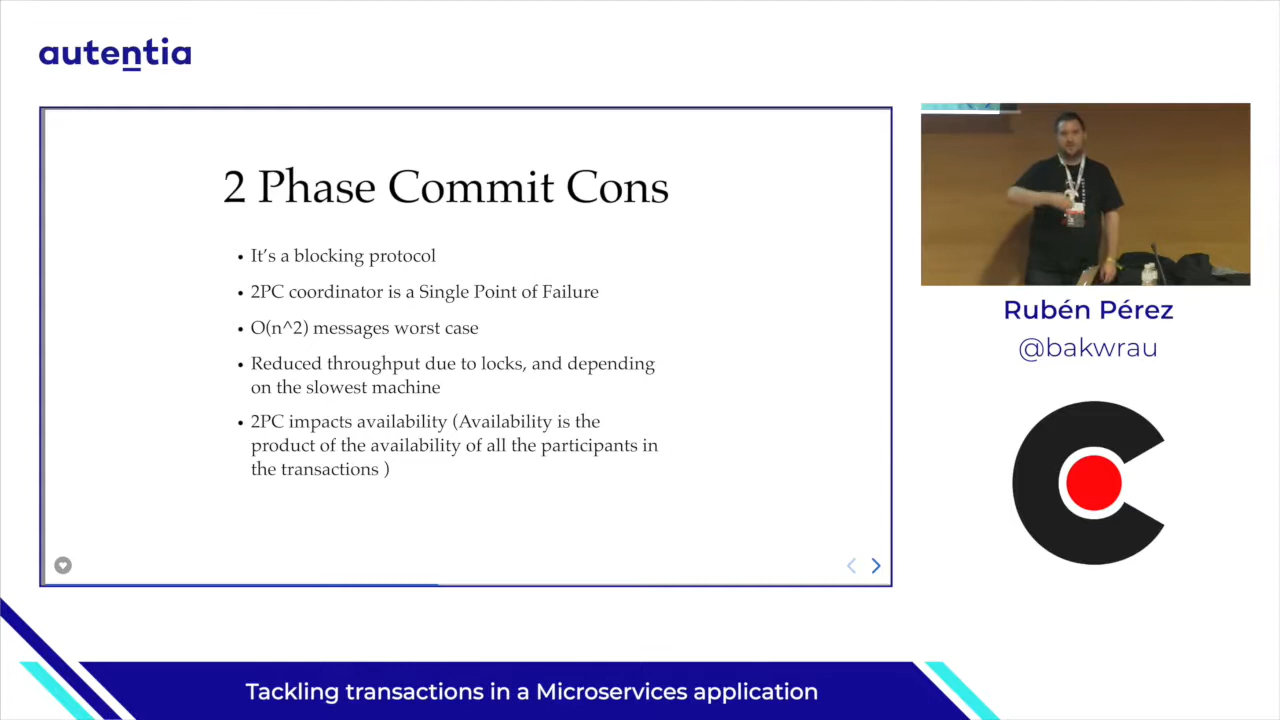 autentia
2 Phase Commit Cons
• It's a blocking protocol
• 2PC coordinator is a Single Point of Failure
• O(n^2) messages worst case
• Reduced throughput due to locks, and depending
on the slowest machine
• 2PC impacts availability (Availability is the
product of the availability of all the participants in
the transactions )
Rubén Pérez
@bakwrau
Tackling transactions in a Microservices application